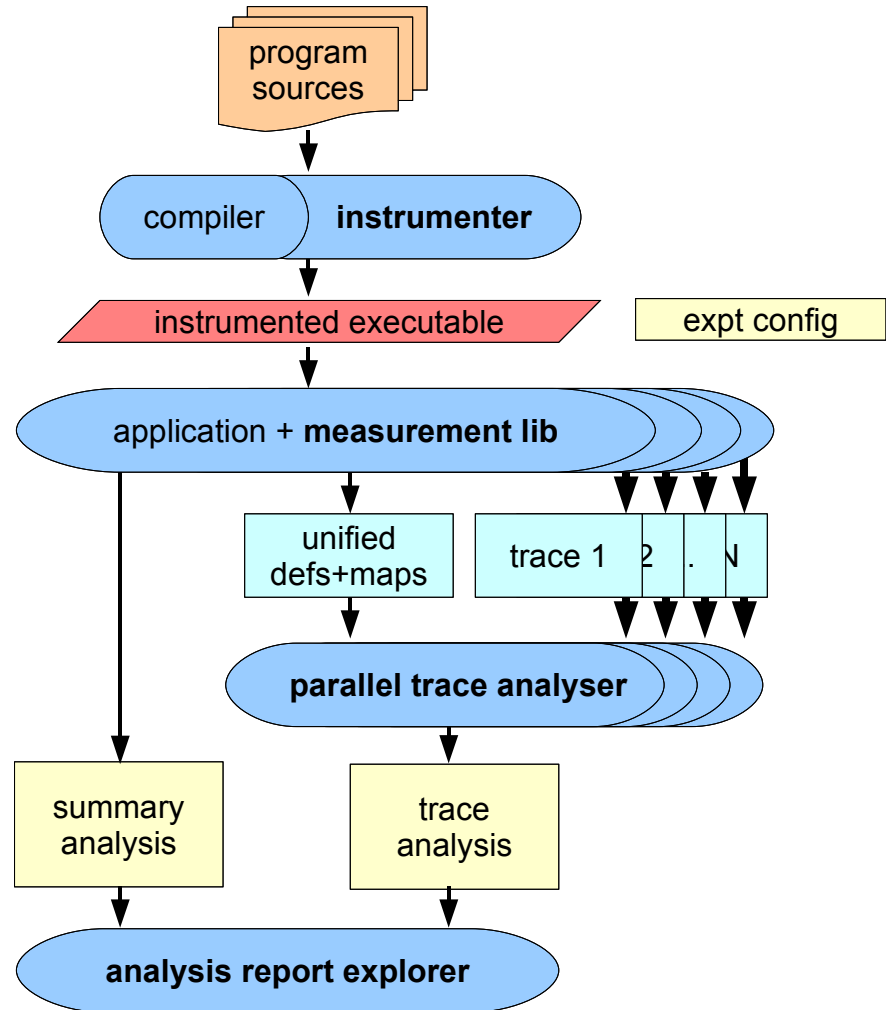 program
sources
compiler
instrumenter
instrumented executable
expt config
application + measurement lib
unified
defs+maps
trace 1
2
.
N
parallel trace analyser
summary
analysis
trace
analysis
analysis report explorer